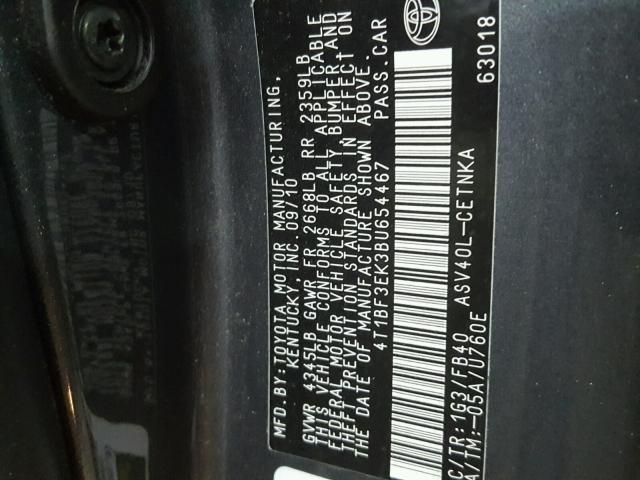 MFD.BY:TOYOTA MOTOR MANUFACTURING,
KENTUCKY, INC. 09/10
GVWR 4345LB GAWR FR 2668LB RR 2359LB
THIS VEHICLE CONFORMS TO ALL APPLICABLE
FEDERAL MOTOR VEHICLE SAFETY, BUMPER AND
THEFT PREVENTION STANDARDS IN EFFECT ON
THE DATE OF MANUFACTURE SHOWN ABOVE.
4T1BF3EK3BU654467 PASS.CAR
C/TR:1G3/FB40 ASV40L-CETNKA
A/TM:-05A/U760E
63018